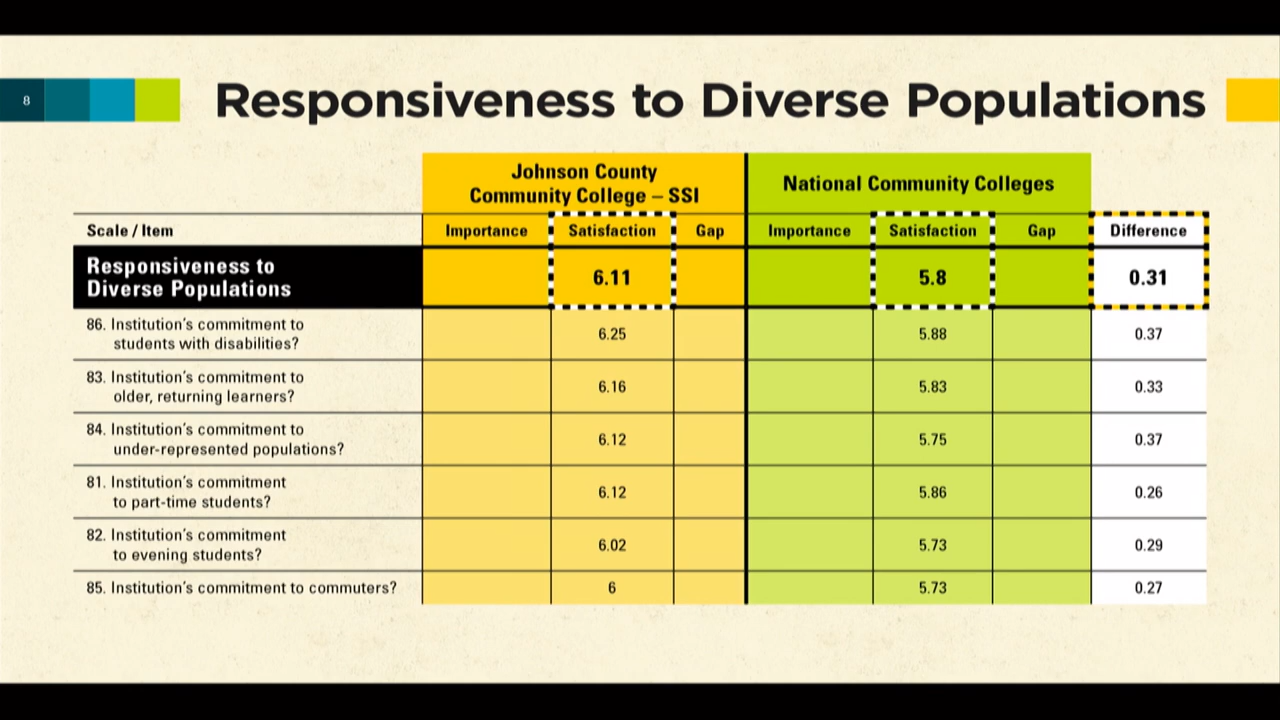 8
Responsiveness to Diverse Populations
Johnson County
Community College – SSI
National Community Colleges
Scale / Item
Importance
Satisfaction
Gap
Importance
Satisfaction
Gap
Difference
Responsiveness to
Diverse Populations
6.11
5.8
0.31
86. Institution's commitment to
students with disabilities?
6.25
5.88
0.37
83. Institution's commitment to
older, returning learners?
6.16
5.83
0.33
84. Institution's commitment to
under-represented populations?
6.12
5.75
0.37
81. Institution's commitment
to part-time students?
6.12
5.86
0.26
82. Institution's commitment
to evening students?
6.02
5.73
0.29
85. Institution's commitment to commuters?
6
5.73
0.27